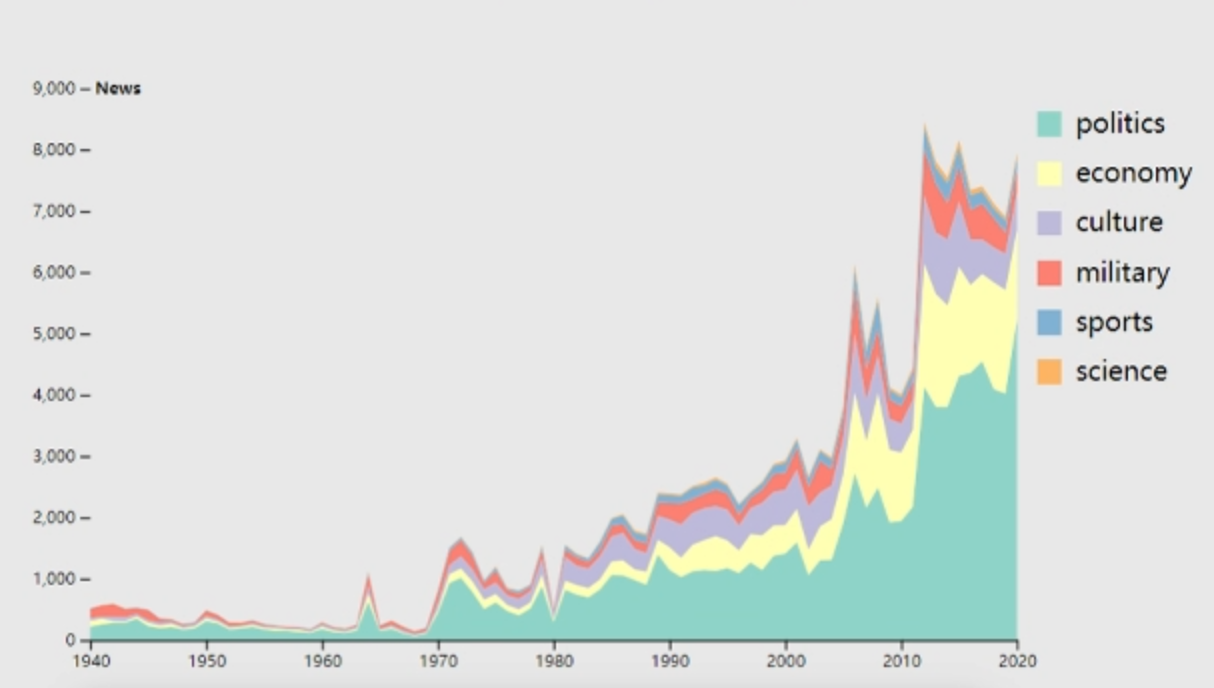 9,000 News
8,000
7,000
6,000
5,000
4,000
3,000
2,000
1,000
0
1940 1950 1960 1970 1980 1990 2000 2010 2020
politics
economy
culture
military
sports
science